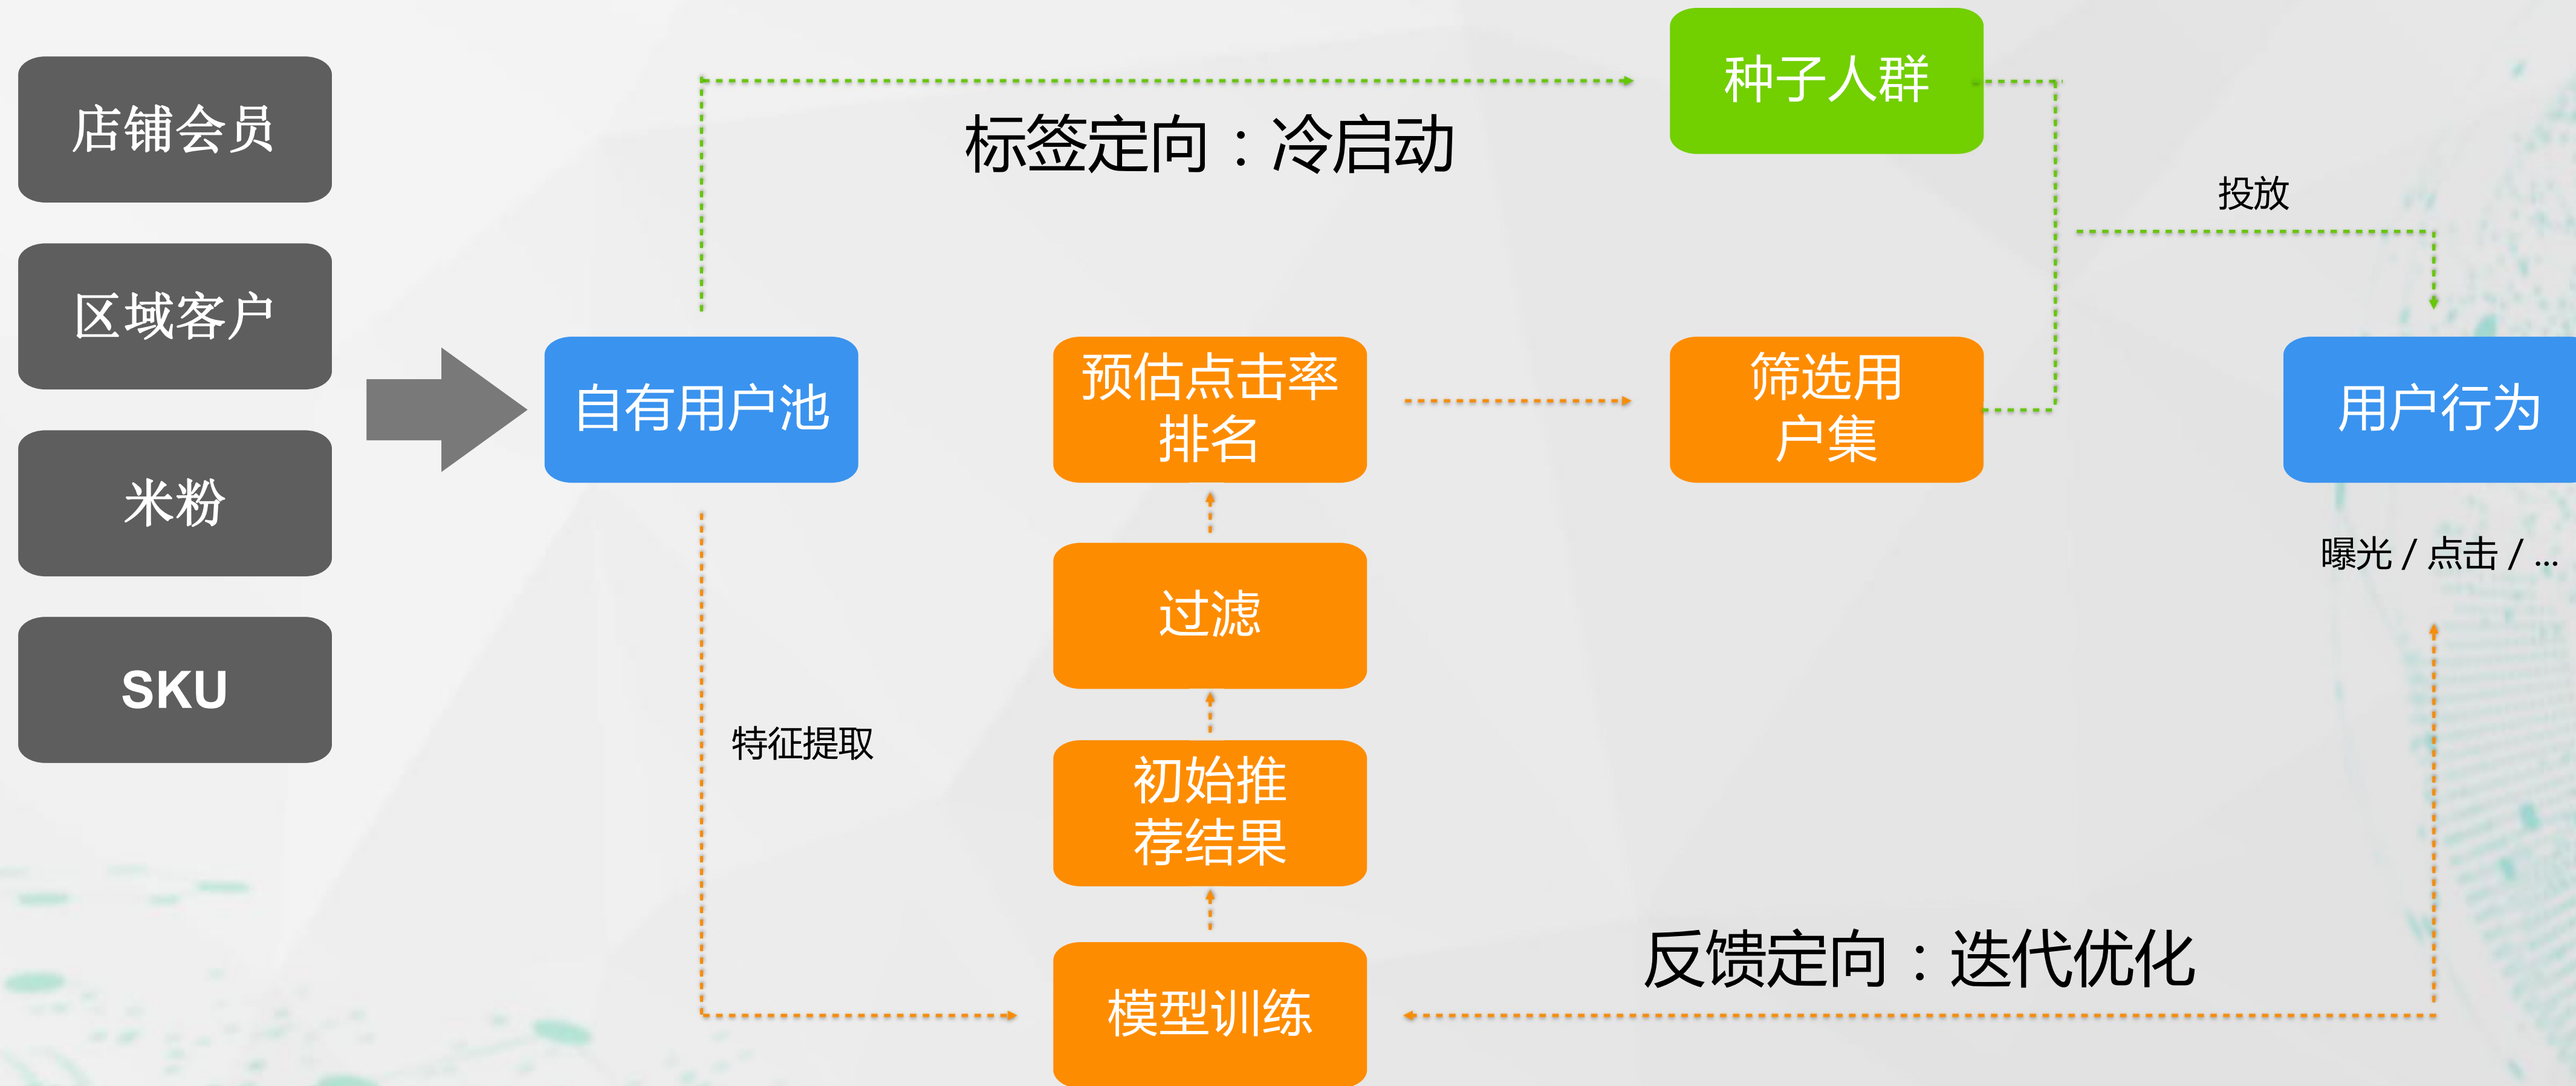 店铺会员
区域客户
米粉
SKU
自有用户池
标签定向：冷启动
种子人群
投放
预估点击率
排名
筛选用
户集
用户行为
曝光 / 点击 / ...
过滤
特征提取
初始推
荐结果
模型训练
反馈定向：迭代优化